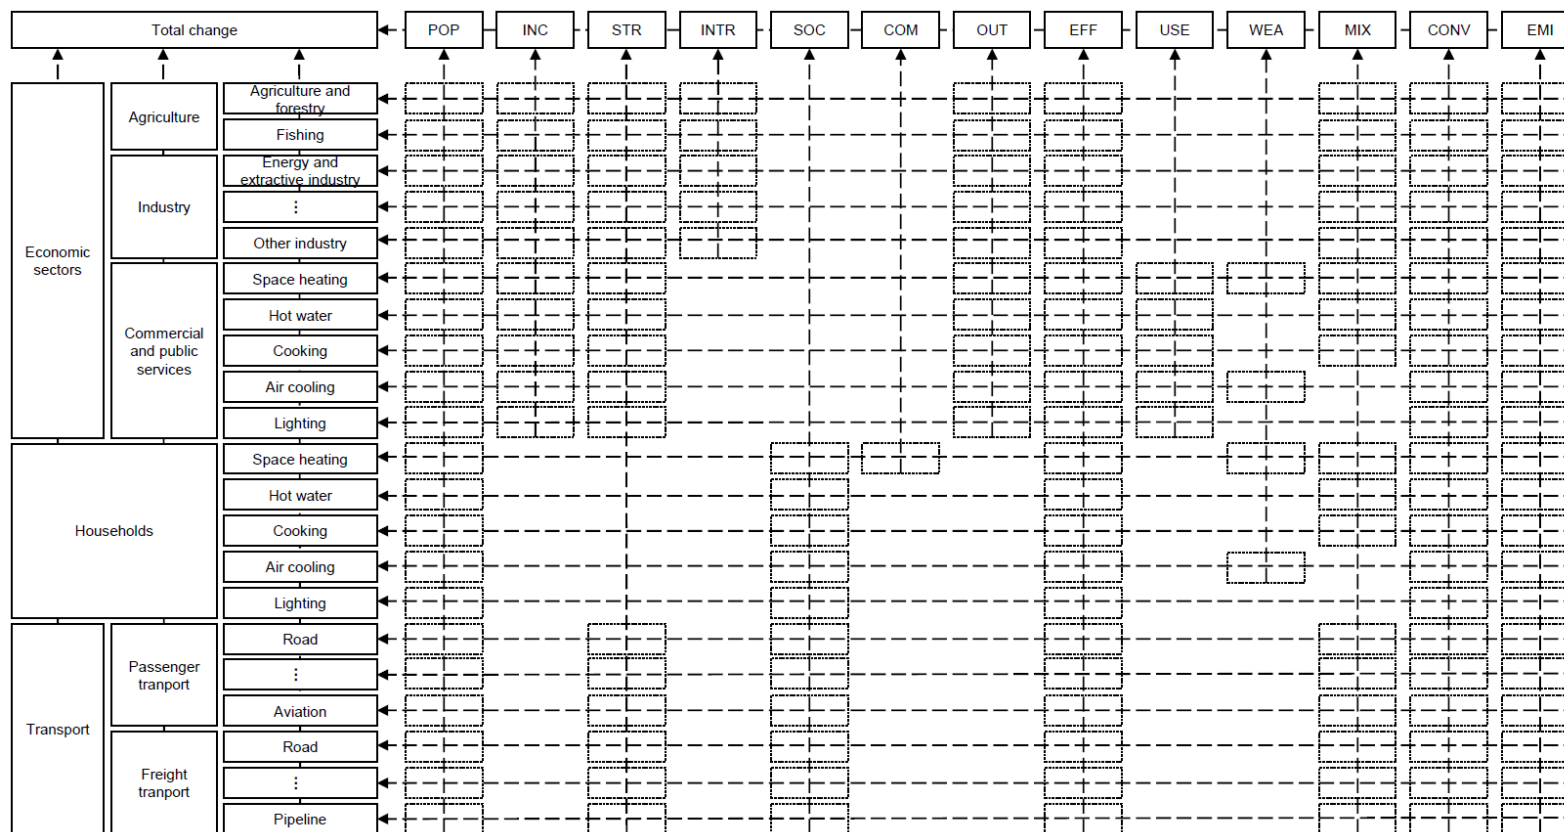 Total change
POP
INC
STR
INTR
SOC
COM
OUT
EFF
USE
WEA
MIX
CONV
EMI
Economic
sectors
Agriculture
Agriculture and
forestry
Fishing
Industry
Energy and
extractive industry
⋮
Other industry
Commercial
and public
services
Space heating
Hot water
Cooking
Air cooling
Lighting
Households
Space heating
Hot water
Cooking
Air cooling
Lighting
Transport
Passenger
tranport
Road
⋮
Aviation
Freight
tranport
Road
⋮
Pipeline